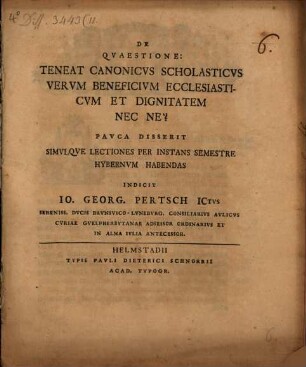 4° Diss. 3443 (11
6.
DE
QVAESTIONE:
TENEAT CANONICVS SCHOLASTICVS
VERVM BENEFICIVM ECCLESIASTI-
CVM ET DIGNITATEM
NEC NE?
PAVCA DISSERIT
SIMVLQVE LECTIONES PER INSTANS SEMESTRE
HYBERNVM HABENDAS
INDICIT
IO. GEORG. PERTSCH ICTVS
SERENISS. DVCIS BRVNSVICO-LVNEBVRG. CONSILIARIVS AVLICVS
CVRIAE GVELPHERBYTANAE ADSESSOR ORDINARIVS ET
IN ALMA IVLIA ANTECESSOR.
HELMSTADII
TYPIS PAVLI DIETERICI SCHNORRII
ACAD. TYPOGR.